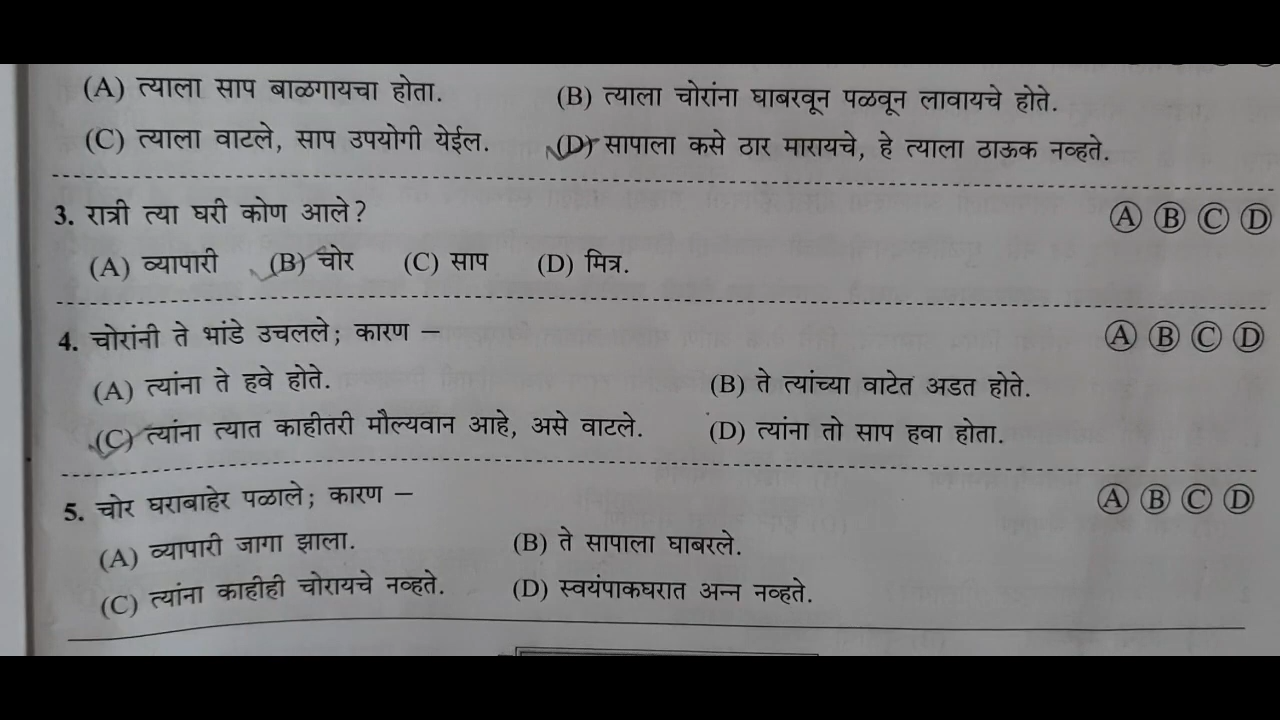 (A) त्याला साप बाळगायचा होता. (B) त्याला चोरांना घाबरवून पळवून लावायचे होते.
(C) त्याला वाटले, साप उपयोगी येईल. (D) सापाला कसे ठार मारायचे, हे त्याला ठाऊक नव्हते.
3. रात्री त्या घरी कोण आले? Ⓐ Ⓑ Ⓒ Ⓓ
(A) व्यापारी (B) चोर (C) साप (D) मित्र.
4. चोरांनी ते भांडे उचलले; कारण – Ⓐ Ⓑ Ⓒ Ⓓ
(A) त्यांना ते हवे होते. (B) ते त्यांच्या वाटेत अडत होते.
(C) त्यांना त्यात काहीतरी मौल्यवान आहे, असे वाटले. (D) त्यांना तो साप हवा होता.
5. चोर घराबाहेर पळाले; कारण – Ⓐ Ⓑ Ⓒ Ⓓ
(A) व्यापारी जागा झाला. (B) ते सापाला घाबरले.
(C) त्यांना काहीही चोरायचे नव्हते. (D) स्वयंपाकघरात अन्न नव्हते.